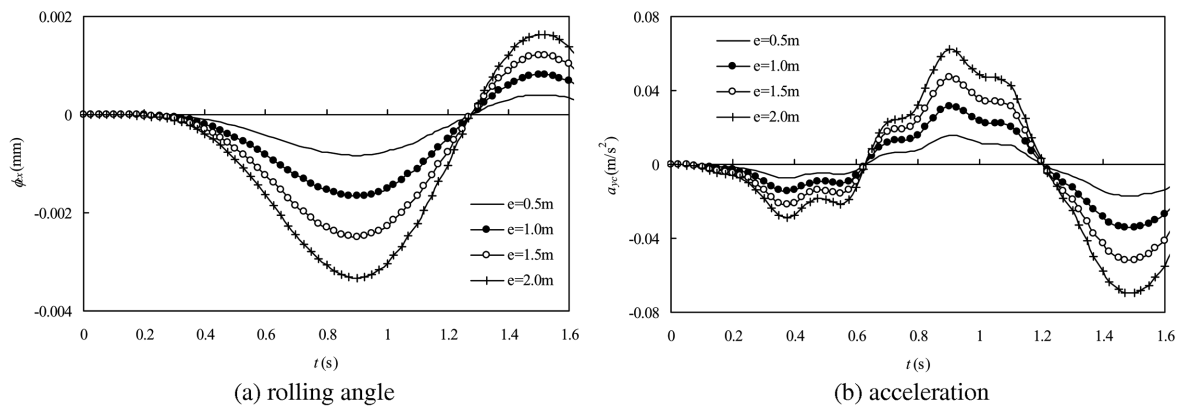 0.002
0
-0.002
-0.004
ϕcx(mm)
0 0.2 0.4 0.6 0.8 1 1.2 1.4 1.6
t(s)
e=0.5m
e=1.0m
e=1.5m
e=2.0m
(a) rolling angle
0.08
0.04
0
-0.04
-0.08
ayc(m/s²)
e=0.5m
e=1.0m
e=1.5m
e=2.0m
0 0.2 0.4 0.6 0.8 1 1.2 1.4 1.6
t(s)
(b) acceleration